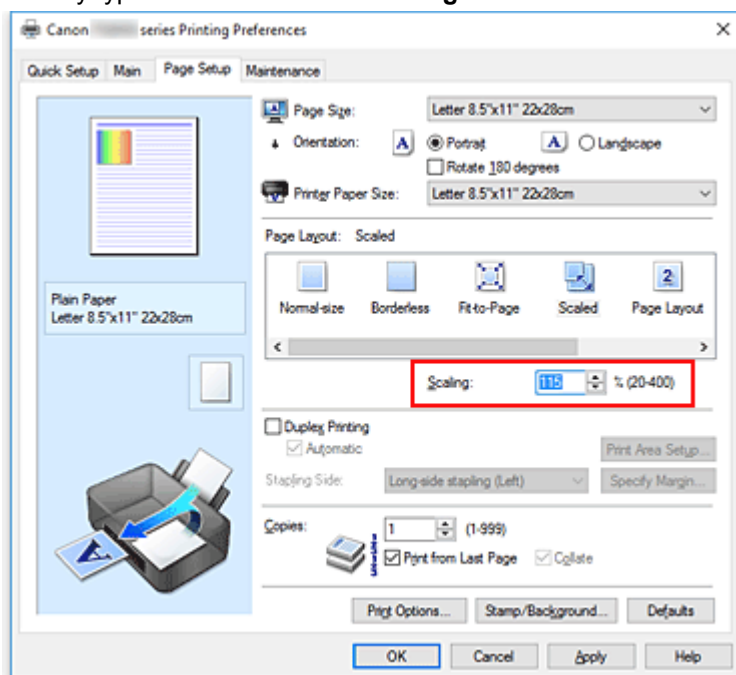 Canon series Printing Preferences
Quick Setup Main Page Setup Maintenance
Page Size: Letter 8.5"x11" 22x28cm
Orientation: A Portrait A Landscape
Rotate 180 degrees
Printer Paper Size: Letter 8.5"x11" 22x28cm
Page Layout: Scaled
Normal-size Borderless Fit-to-Page Scaled Page Layout
Plain Paper
Letter 8.5"x11" 22x28cm
Scaling: 115 % (20-400)
Duplex Printing
Automatic
Print Area Setup...
Stapling Side: Long-side stapling (Left) Specify Margin...
Copies: 1 (1-999)
Print from Last Page Collate
Print Options... Stamp/Background... Defaults
OK Cancel Apply Help